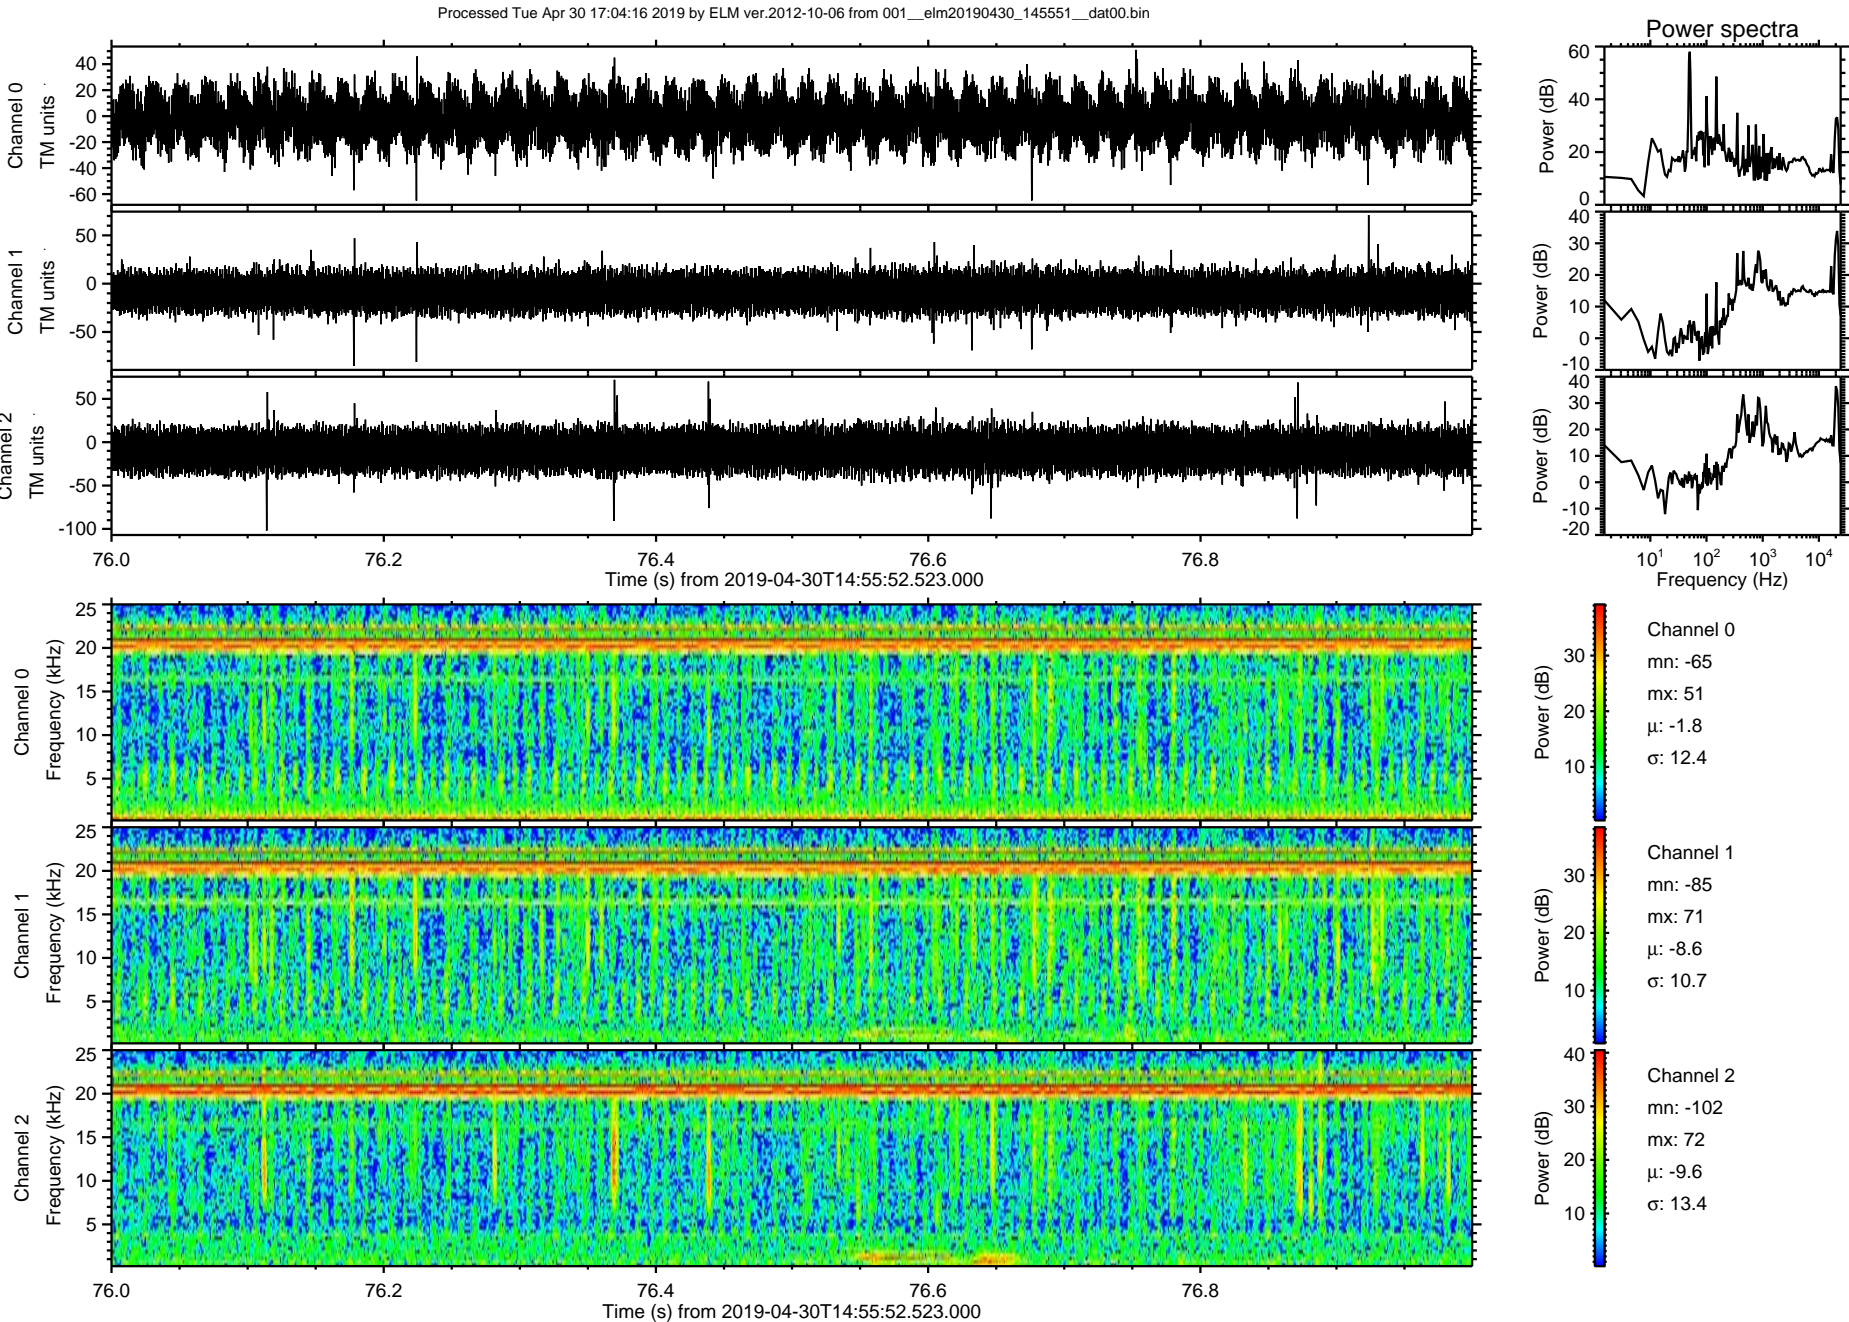 Processed Tue Apr 30 17:04:16 2019 by ELM ver.2012-10-06 from 001__elm20190430_145551__dat00.bin
Power spectra
Channel 0
TM units
40
20
0
-20
-40
-60
Power (dB)
60
40
20
0
Channel 1
TM units
50
0
-50
Power (dB)
40
30
20
10
0
-10
Channel 2
TM units
50
0
-50
-100
Power (dB)
40
30
20
10
0
-10
-20
76.0 76.2 76.4 76.6 76.8
Time (s) from 2019-04-30T14:55:52.523.000
10^1 10^2 10^3 10^4
Frequency (Hz)
Channel 0
Frequency (kHz)
25
20
15
10
5
Power (dB)
30
20
10
Channel 0
mn: -65
mx: 51
μ: -1.8
σ: 12.4
Channel 1
Frequency (kHz)
25
20
15
10
5
Power (dB)
30
20
10
Channel 1
mn: -85
mx: 71
μ: -8.6
σ: 10.7
Channel 2
Frequency (kHz)
25
20
15
10
5
Power (dB)
40
30
20
10
Channel 2
mn: -102
mx: 72
μ: -9.6
σ: 13.4
76.0 76.2 76.4 76.6 76.8
Time (s) from 2019-04-30T14:55:52.523.000